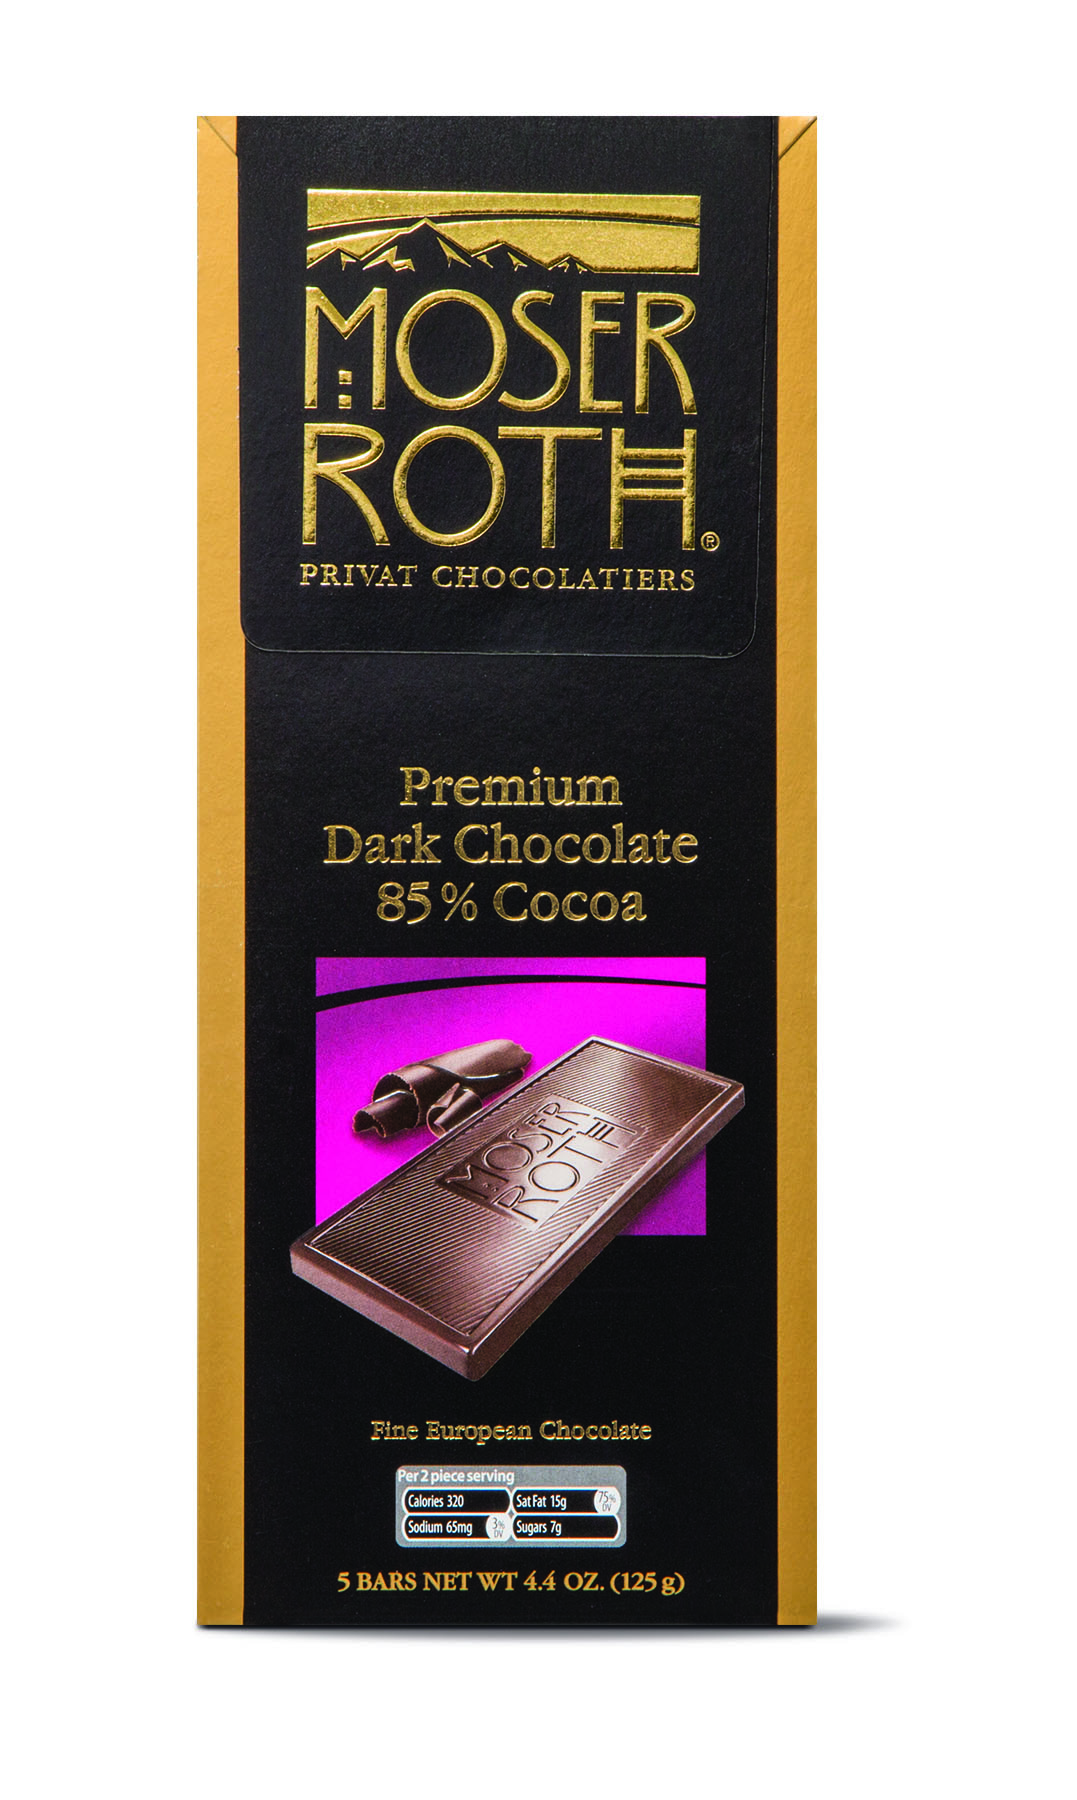 MOSER
ROTH®
PRIVAT CHOCOLATIERS
Premium
Dark Chocolate
85% Cocoa
MOSER
ROTH
Fine European Chocolate
Per 2 piece serving
Calories 320 Sat Fat 15g 75% DV
Sodium 65mg 3% DV Sugars 7g
5 BARS NET WT 4.4 OZ. (125 g)